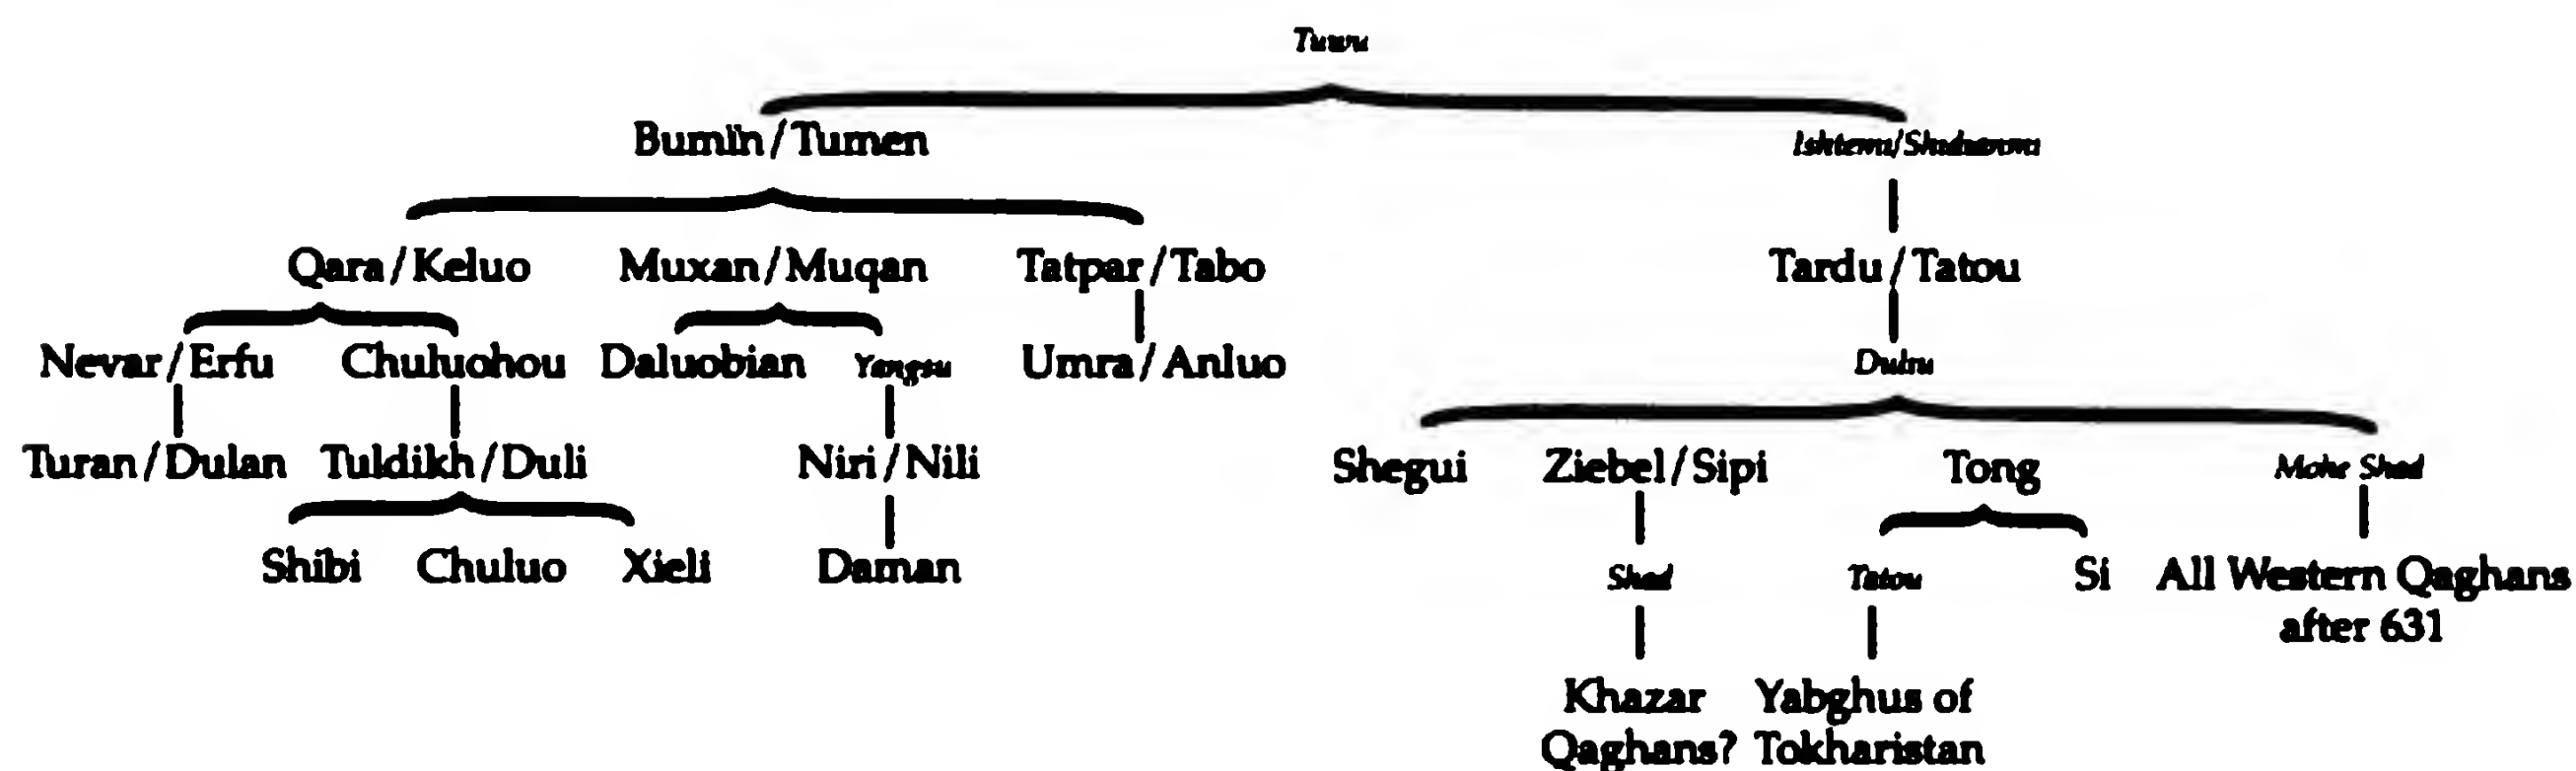 Tuwu
Bumin/Tumen
Qara/Keluo Muxan/Muqan Tatpar/Tabo Tardu/Tatou
Nevar/Erfu Chuluohou Daluobian Yangsu Umra/Anluo Dulu
Turan/Dulan Tuldikh/Duli Niri/Nili Shegui Ziebel/Sipi Tong Mohe Shad
Shibi Chuluo Xieli Daman Shad Tatou Si All Western Qaghans
after 631
Khazar Yabghus of
Qaghans? Tokharistan